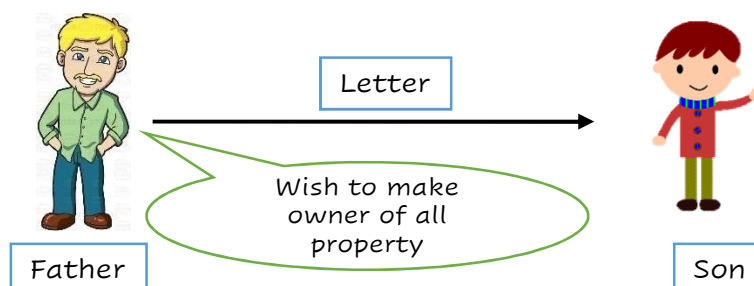 Letter
Wish to make
owner of all
property
Father
Son